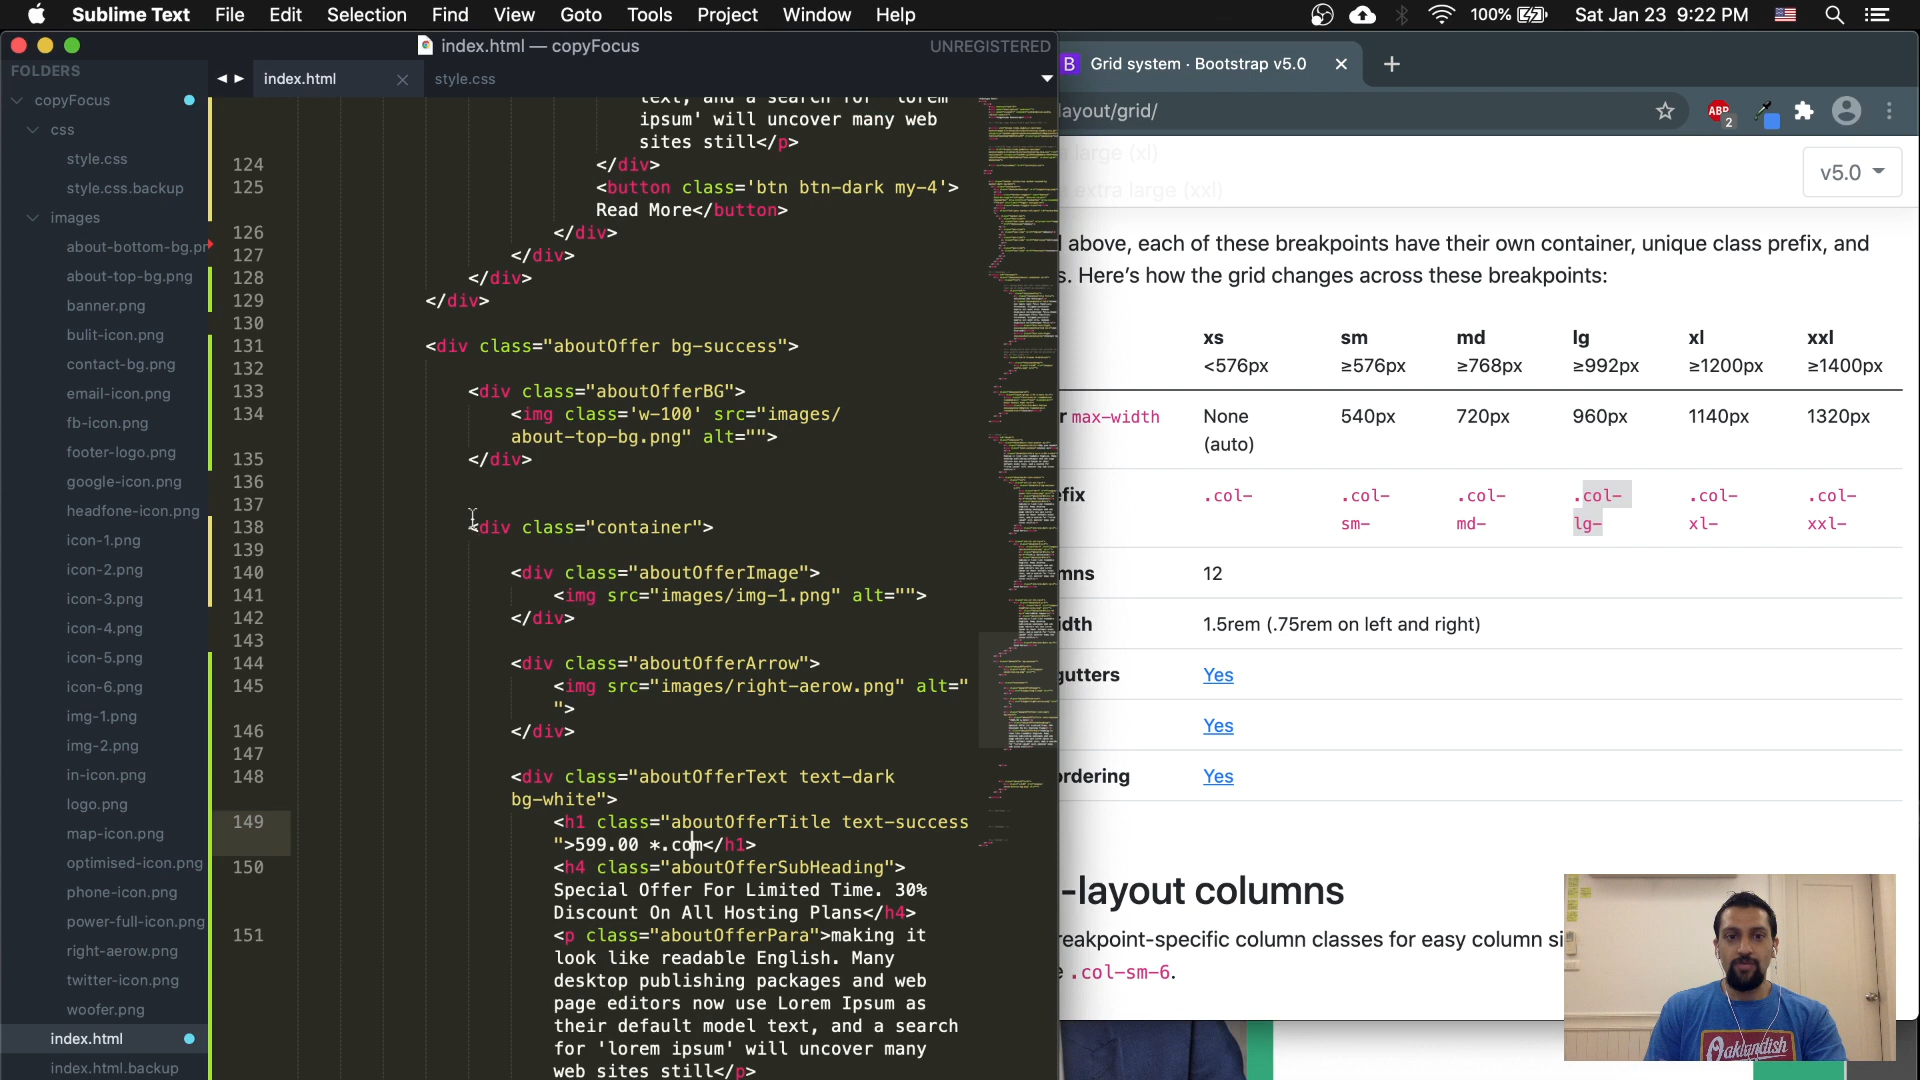 Sublime Text File Edit Selection Find View Goto Tools Project Window Help 100% Sat Jan 23 9:22 PM
index.html — copyFocus UNREGISTERED
FOLDERS
copyFocus
css
style.css
style.css.backup
images
about-bottom-bg.pr
about-top-bg.png
banner.png
bulit-icon.png
contact-bg.png
email-icon.png
fb-icon.png
footer-logo.png
google-icon.png
headfone-icon.png
icon-1.png
icon-2.png
icon-3.png
icon-4.png
icon-5.png
icon-6.png
img-1.png
img-2.png
in-icon.png
logo.png
map-icon.png
optimised-icon.png
phone-icon.png
power-full-icon.png
right-aerow.png
twitter-icon.png
woofer.png
index.html
index.html.backup
index.html style.css
text, and a search for 'lorem
ipsum' will uncover many web
sites still</p>
124 </div>
125 <button class='btn btn-dark my-4'>
Read More</button>
126 </div>
127 </div>
128 </div>
129 </div>
130
131 <div class="aboutOffer bg-success">
132
133 <div class="aboutOfferBG">
134 <img class='w-100' src="images/
about-top-bg.png" alt="">
135 </div>
136
137
138 <div class="container">
139
140 <div class="aboutOfferImage">
141 <img src="images/img-1.png" alt="">
142 </div>
143
144 <div class="aboutOfferArrow">
145 <img src="images/right-aerow.png" alt="
">
146 </div>
147
148 <div class="aboutOfferText text-dark
bg-white">
149 <h1 class="aboutOfferTitle text-success
">599.00 *.com</h1>
150 <h4 class="aboutOfferSubHeading">
Special Offer For Limited Time. 30%
Discount On All Hosting Plans</h4>
151 <p class="aboutOfferPara">making it
look like readable English. Many
desktop publishing packages and web
page editors now use Lorem Ipsum as
their default model text, and a search
for 'lorem ipsum' will uncover many
web sites still</p>
B Grid system · Bootstrap v5.0
layout/grid/
ABP 2
large (xl)
extra large (xxl)
v5.0
above, each of these breakpoints have their own container, unique class prefix, and
s. Here's how the grid changes across these breakpoints:
xs sm md lg xl xxl
<576px ≥576px ≥768px ≥992px ≥1200px ≥1400px
r max-width None 540px 720px 960px 1140px 1320px
(auto)
efix .col- .col- .col- .col- .col- .col-
sm- md- lg- xl- xxl-
mns 12
idth 1.5rem (.75rem on left and right)
gutters Yes
Yes
ordering Yes
-layout columns
reakpoint-specific column classes for easy column si
e .col-sm-6.
Oaklandish